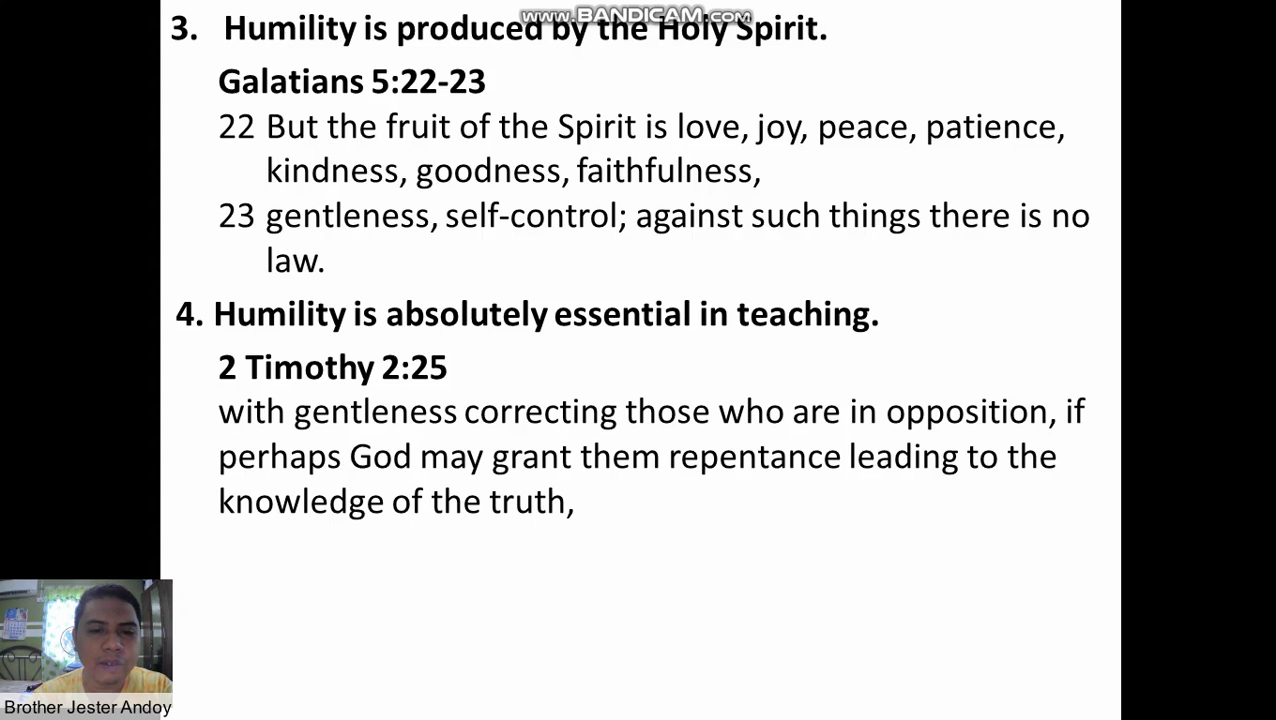 www.BANDICAM.com
3. Humility is produced by the Holy Spirit.
Galatians 5:22-23
22 But the fruit of the Spirit is love, joy, peace, patience,
kindness, goodness, faithfulness,
23 gentleness, self-control; against such things there is no
law.
4. Humility is absolutely essential in teaching.
2 Timothy 2:25
with gentleness correcting those who are in opposition, if
perhaps God may grant them repentance leading to the
knowledge of the truth,
Brother Jester Andoy